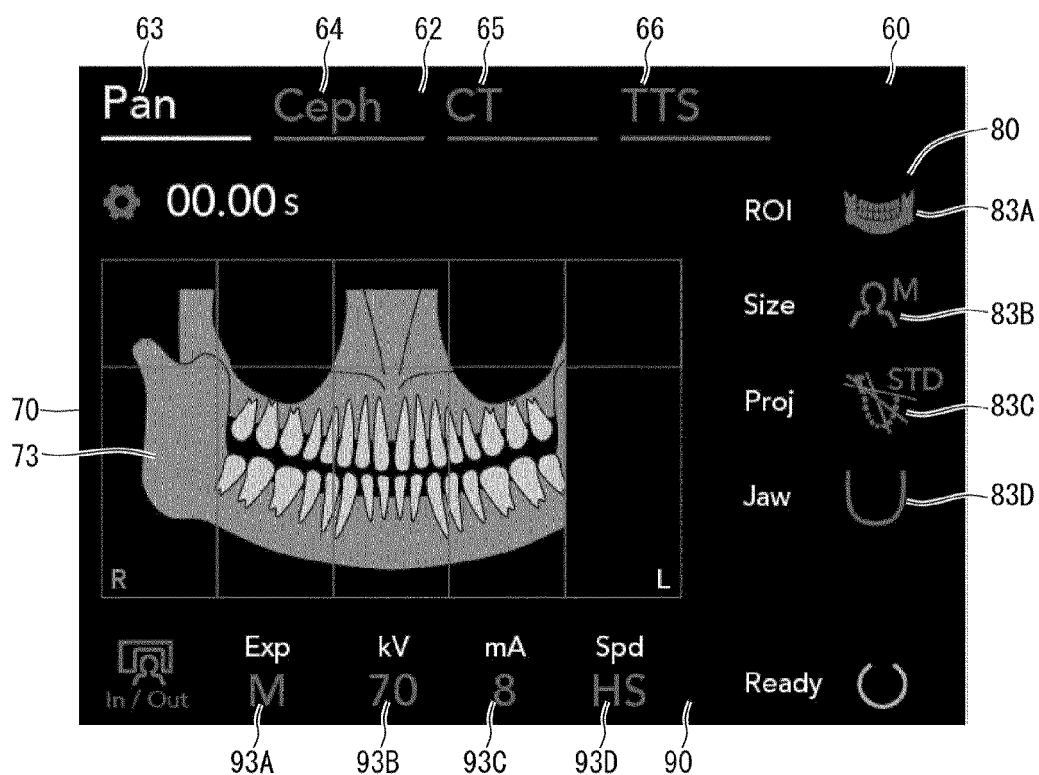 63 64 62 65 66 60
Pan Ceph CT TTS
80
00.00 s
ROI 83A
Size M 83B
Proj STD 83C
70
73
Jaw 83D
R L
Exp kV mA Spd
In / Out M 70 8 HS Ready
93A 93B 93C 93D 90